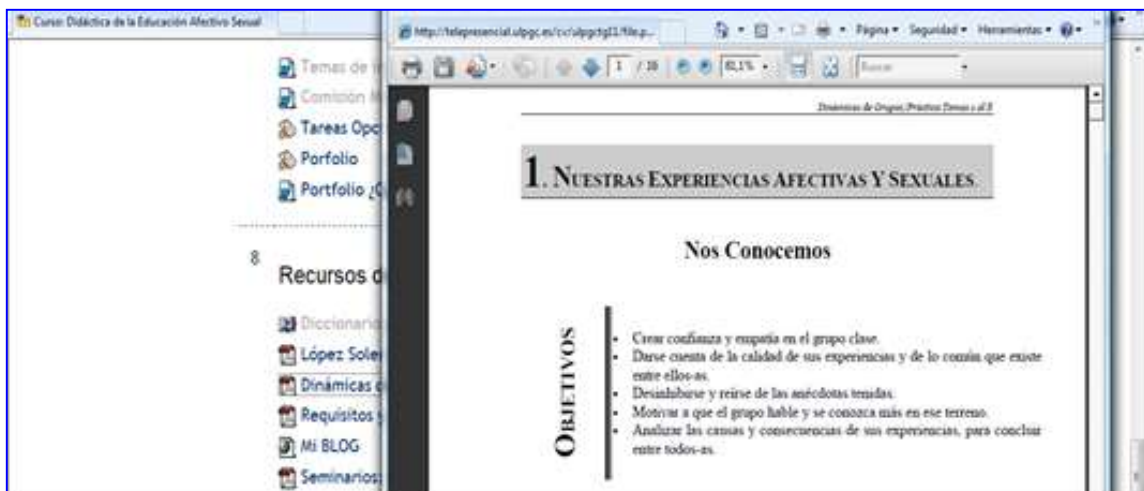 Curso: Didáctica de la Educación Afectivo Sexual
Temas de
Comisión
Tareas Opc
Porfolio
Portfolio ¿
8
Recursos d
Diccionario
López Sole
Dinámicas
Requisitos y
Mi BLOG
Seminarios
http://telepresencial.ulpgc.es/cv/ulpgctg11/file.p...
Página Seguridad Herramientas
1 / 38 81,1% Buscar
Dinámicas de Grupos/Práctica Temas 1 al 8
1. NUESTRAS EXPERIENCIAS AFECTIVAS Y SEXUALES.
Nos Conocemos
OBJETIVOS
• Crear confianza y empatía en el grupo clase.
• Darse cuenta de la calidad de sus experiencias y de lo común que existe
entre ellos-as.
• Desinhibirse y reírse de las anécdotas tenidas.
• Motivar a que el grupo hable y se conozca más en ese terreno.
• Analizar las causas y consecuencias de sus experiencias, para concluir
entre todos-as.